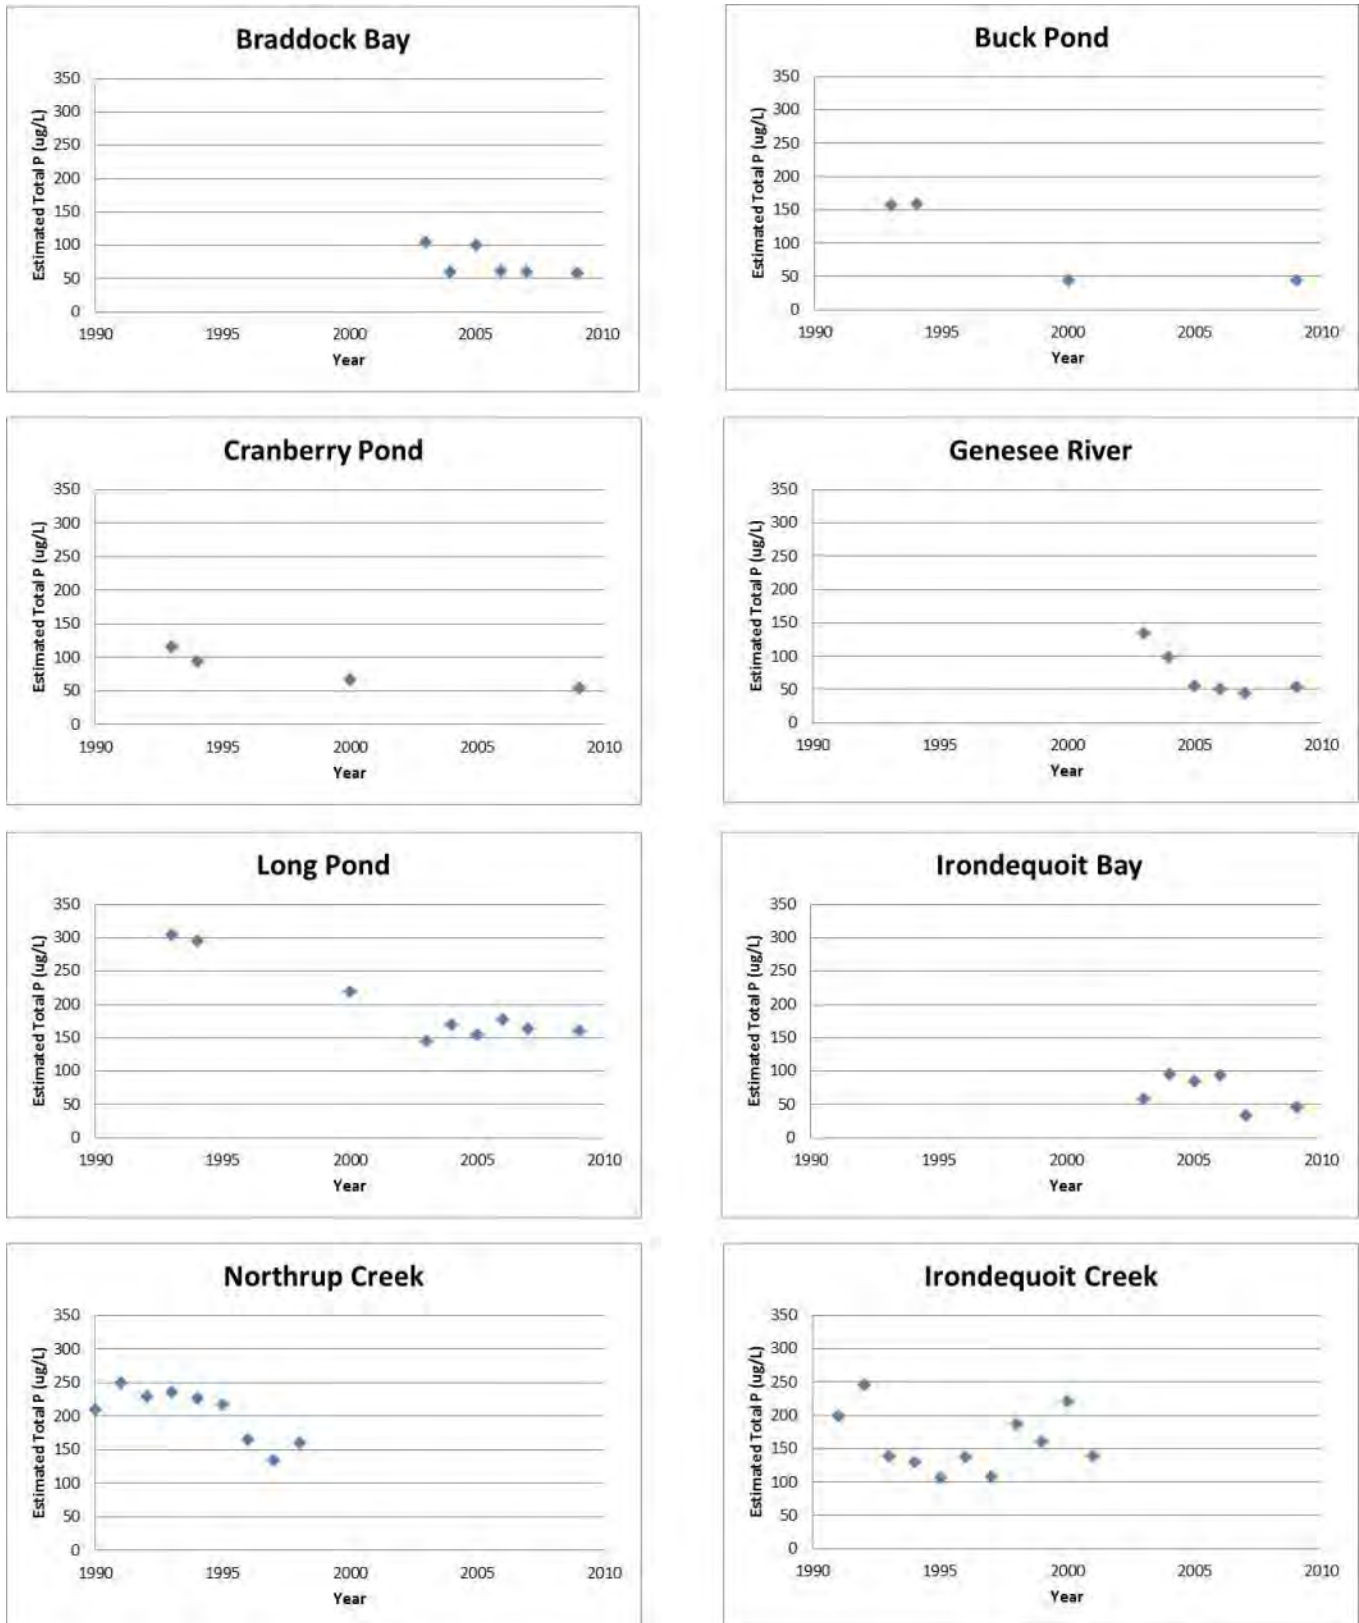 Braddock Bay
Estimated Total P (ug/L)
350
300
250
200
150
100
50
0
1990 1995 2000 2005 2010
Year
Buck Pond
Estimated Total P (ug/L)
350
300
250
200
150
100
50
0
1990 1995 2000 2005 2010
Year
Cranberry Pond
Estimated Total P (ug/L)
350
300
250
200
150
100
50
0
1990 1995 2000 2005 2010
Year
Genesee River
Estimated Total P (ug/L)
350
300
250
200
150
100
50
0
1990 1995 2000 2005 2010
Year
Long Pond
Estimated Total P (ug/L)
350
300
250
200
150
100
50
0
1990 1995 2000 2005 2010
Year
Irondequoit Bay
Estimated Total P (ug/L)
350
300
250
200
150
100
50
0
1990 1995 2000 2005 2010
Year
Northrup Creek
Estimated Total P (ug/L)
350
300
250
200
150
100
50
0
1990 1995 2000 2005 2010
Year
Irondequoit Creek
Estimated Total P (ug/L)
350
300
250
200
150
100
50
0
1990 1995 2000 2005 2010
Year